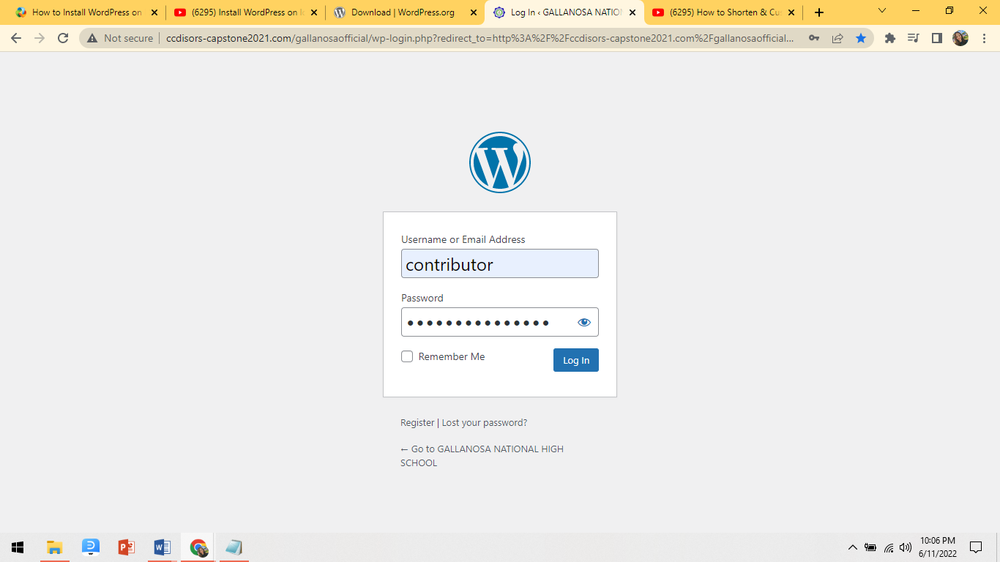 How to Install WordPress on
(6295) Install WordPress on
Download | WordPress.org
Log In ‹ GALLANOSA NATIO
(6295) How to Shorten & Cu
Not secure
ccdisors-capstone2021.com/gallanosaofficial/wp-login.php?redirect_to=http%3A%2F%2Fccdisors-capstone2021.com%2Fgallanosaofficial...
Username or Email Address
contributor
Password
Remember Me
Log In
Register | Lost your password?
← Go to GALLANOSA NATIONAL HIGH
SCHOOL
10:06 PM
6/11/2022